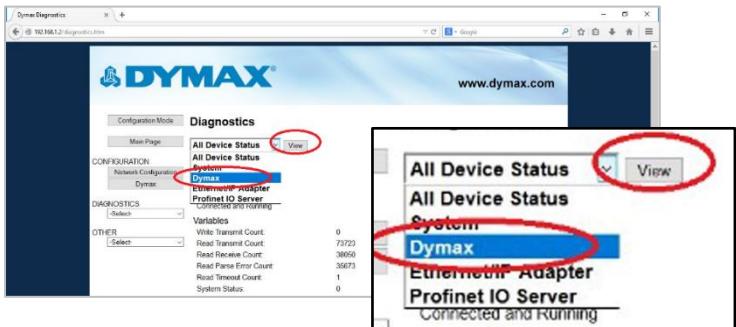 Dymax Diagnostics
192.168.1.2/diagnostics.htm
Google
DYMAX
www.dymax.com
Configuration Mode
Diagnostics
Main Page
All Device Status
View
All Device Status
System
Dymax
Ethernet/IP Adapter
Profinet IO Server
Connected and Running
CONFIGURATION
Network Configuration
Dymax
DIAGNOSTICS
-Select-
OTHER
-Select-
Variables
Write Transmit Count: 0
Read Transmit Count: 73723
Read Receive Count: 38050
Read Parse Error Count: 35673
Read Timeout Count: 1
System Status: 0
All Device Status
View
All Device Status
System
Dymax
Ethernet/IP Adapter
Profinet IO Server
Connected and Running